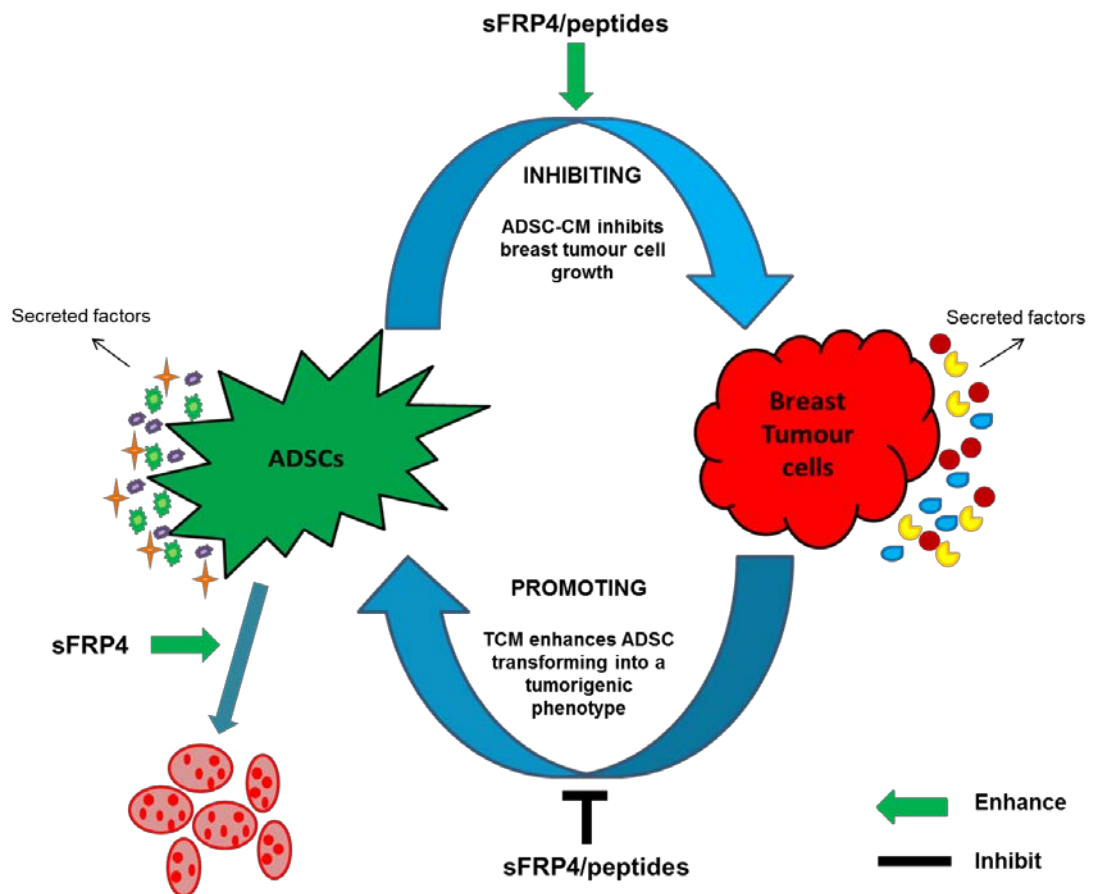 sFRP4/peptides
INHIBITING
ADSC-CM inhibits
breast tumour cell
growth
Secreted factors
Secreted factors
ADSCs
Breast
Tumour
cells
PROMOTING
TCM enhances ADSC
transforming into a
tumorigenic
phenotype
sFRP4
sFRP4/peptides
Enhance
Inhibit